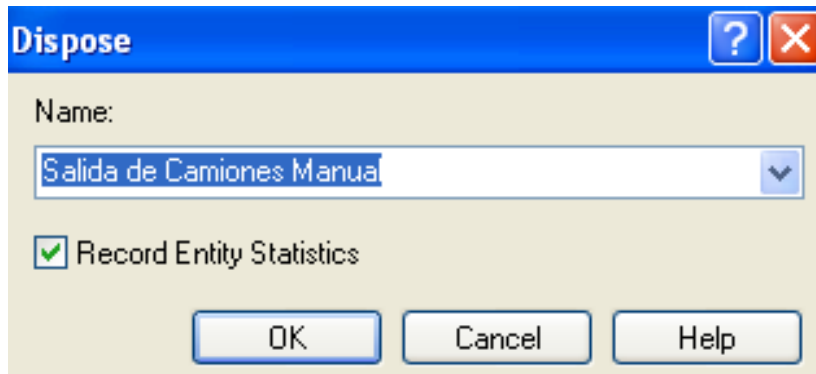 Dispose
Name:
Salida de Camiones Manual
Record Entity Statistics
OK Cancel Help